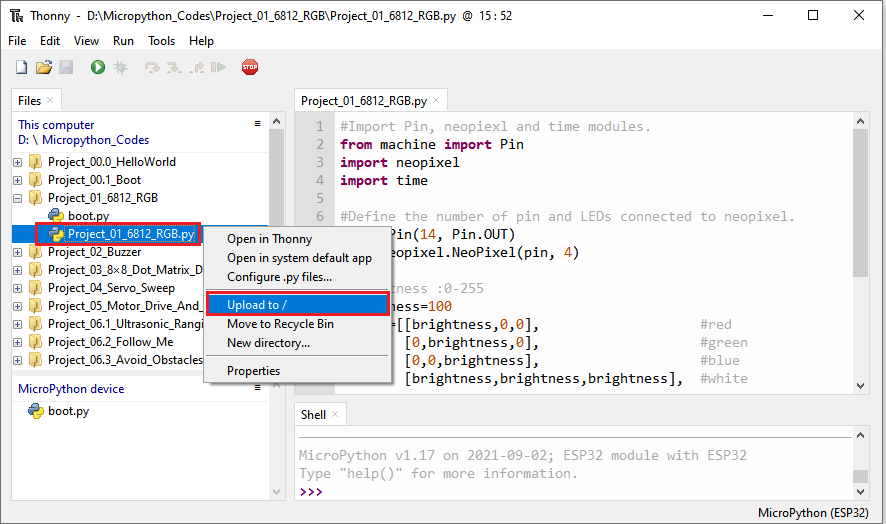 Thonny - D:\Micropython_Codes\Project_01_6812_RGB\Project_01_6812_RGB.py @ 15 : 52
File Edit View Run Tools Help
STOP
Files
This computer
D: \ Micropython_Codes
Project_00.0_HelloWorld
Project_00.1_Boot
Project_01_6812_RGB
boot.py
Project_01_6812_RGB.py
Project_02_Buzzer
Project_03_8×8_Dot_Matrix_D
Project_04_Servo_Sweep
Project_05_Motor_Drive_And_
Project_06.1_Ultrasonic_Rangi
Project_06.2_Follow_Me
Project_06.3_Avoid_Obstacles
MicroPython device
boot.py
Open in Thonny
Open in system default app
Configure .py files...
Upload to /
Move to Recycle Bin
New directory...
Properties
Project_01_6812_RGB.py
1 #Import Pin, neopiexl and time modules.
2 from machine import Pin
3 import neopixel
4 import time
5
6 #Define the number of pin and LEDs connected to neopixel.
Pin(14, Pin.OUT)
eopixel.NeoPixel(pin, 4)
tness :0-255
tness=100
=[[brightness,0,0], #red
[0,brightness,0], #green
[0,0,brightness], #blue
[brightness,brightness,brightness], #white
Shell
MicroPython v1.17 on 2021-09-02; ESP32 module with ESP32
Type "help()" for more information.
>>>
MicroPython (ESP32)